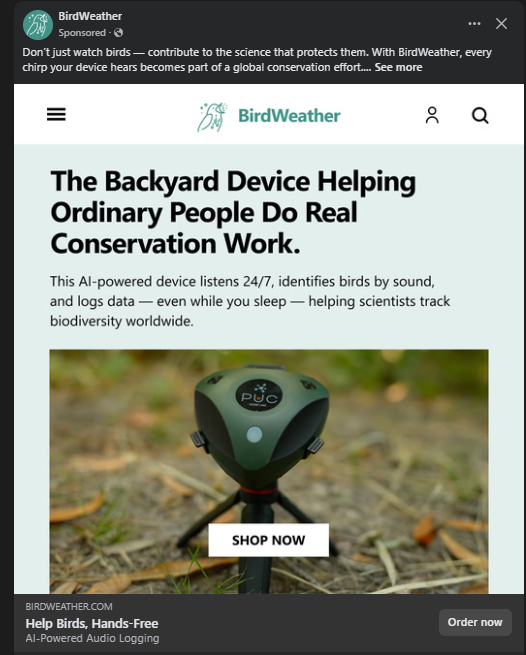 BirdWeather
Sponsored ·
Don't just watch birds — contribute to the science that protects them. With BirdWeather, every
chirp your device hears becomes part of a global conservation effort.... See more
BirdWeather
The Backyard Device Helping
Ordinary People Do Real
Conservation Work.
This AI-powered device listens 24/7, identifies birds by sound,
and logs data — even while you sleep — helping scientists track
biodiversity worldwide.
PUC
SHOP NOW
BIRDWEATHER.COM
Help Birds, Hands-Free
AI-Powered Audio Logging
Order now